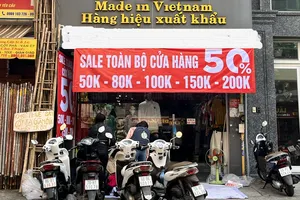 Made in Vietnam
Hàng hiệu xuất khẩu
SALE TOÀN BỘ CỬA HÀNG 50%
50K - 80K - 100K - 150K - 200K